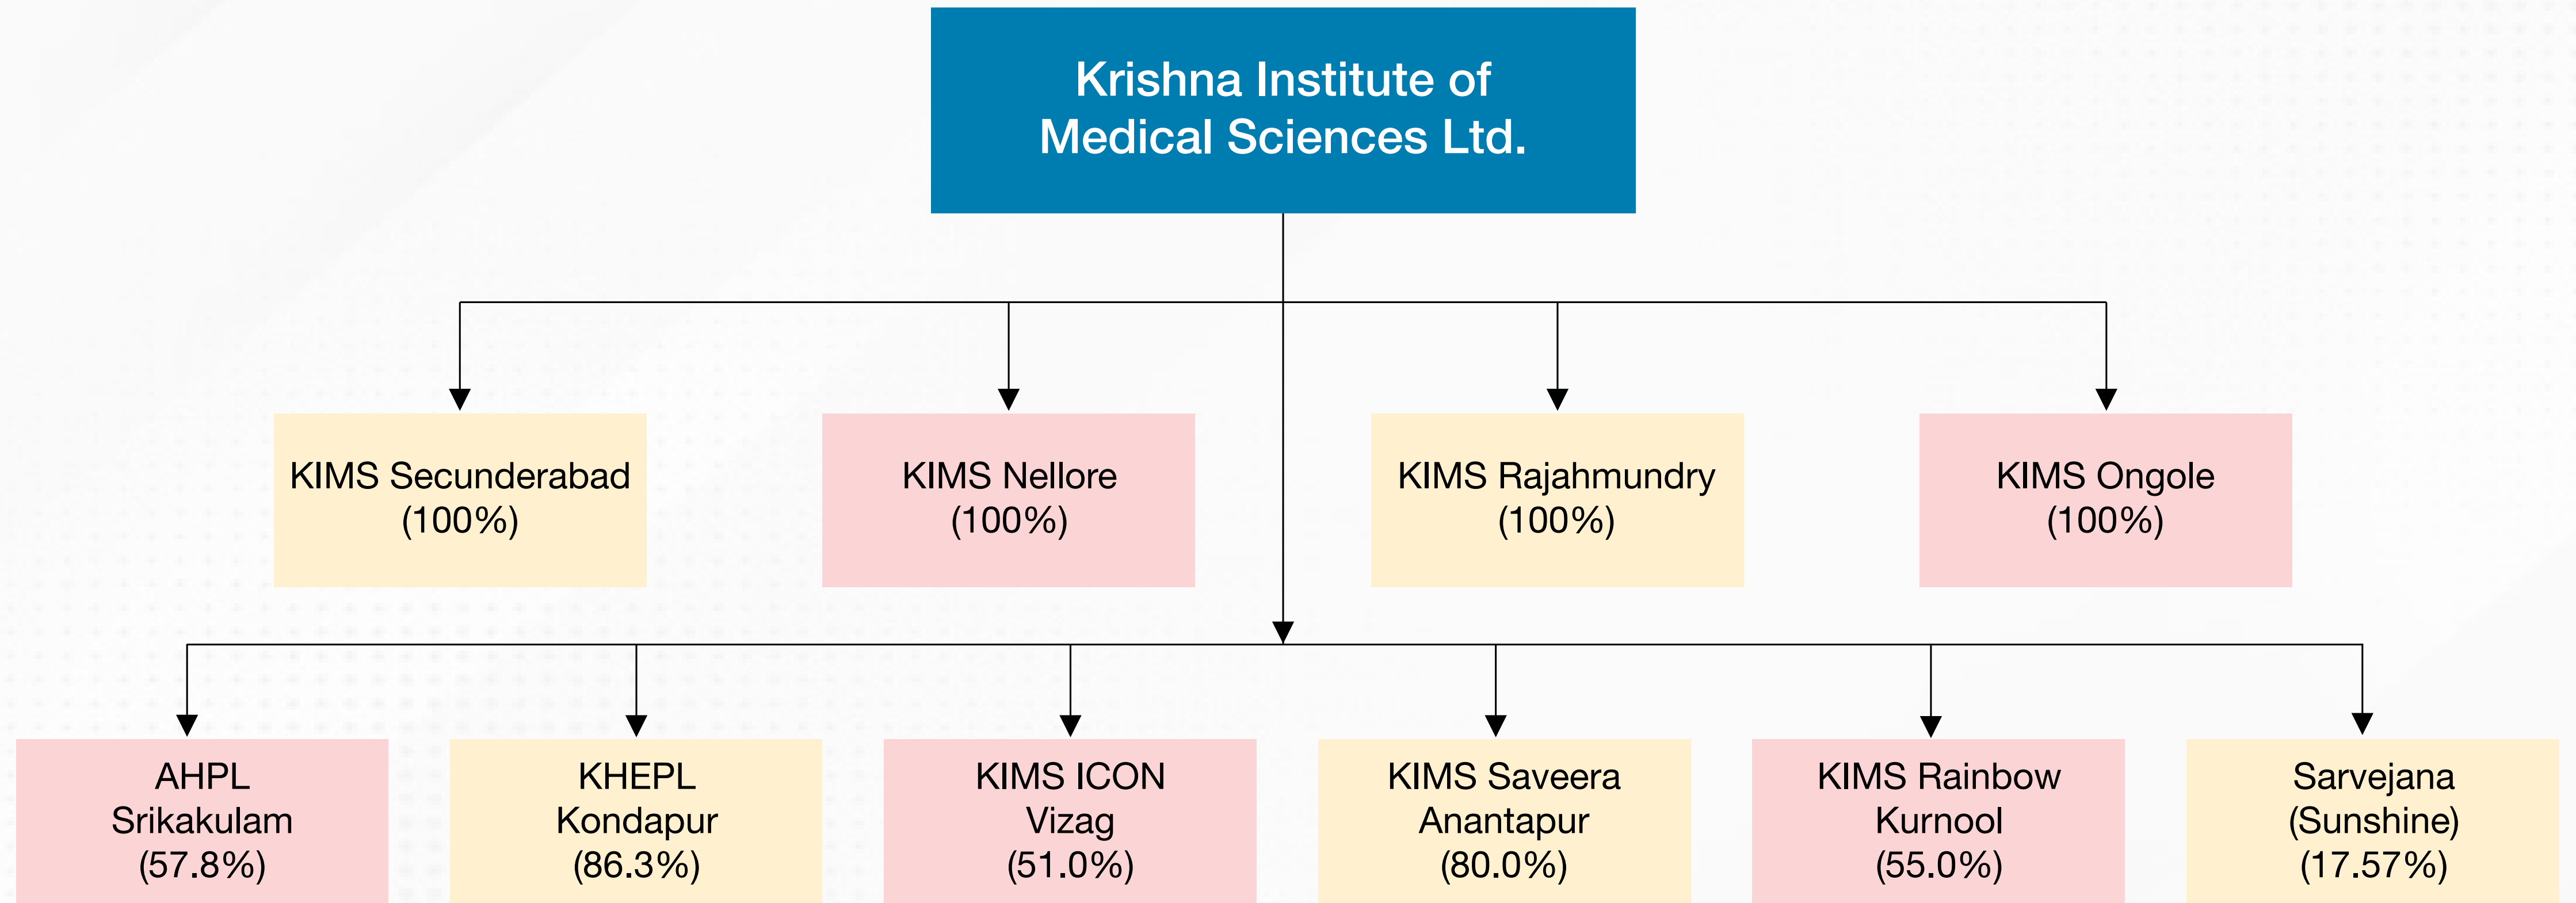 Krishna Institute of
Medical Sciences Ltd.
KIMS Secunderabad
(100%)
KIMS Nellore
(100%)
KIMS Rajahmundry
(100%)
KIMS Ongole
(100%)
AHPL
Srikakulam
(57.8%)
KHEPL
Kondapur
(86.3%)
KIMS ICON
Vizag
(51.0%)
KIMS Saveera
Anantapur
(80.0%)
KIMS Rainbow
Kurnool
(55.0%)
Sarvejana
(Sunshine)
(17.57%)